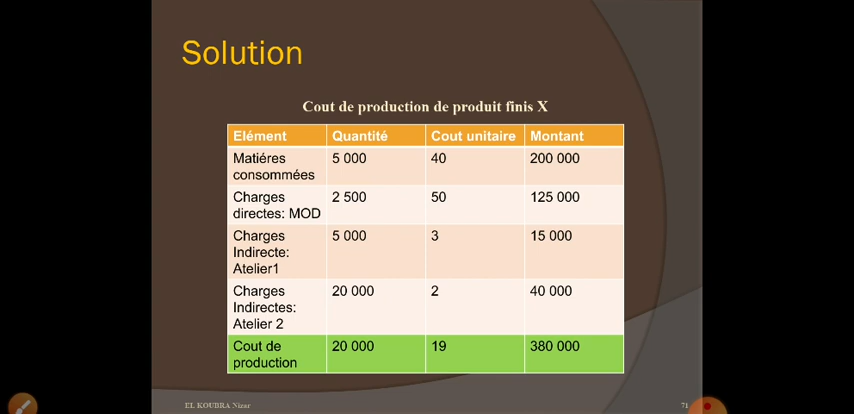 Solution
Cout de production de produit finis X
Elément Quantité Cout unitaire Montant
Matiéres consommées 5 000 40 200 000
Charges directes: MOD 2 500 50 125 000
Charges Indirecte: Atelier1 5 000 3 15 000
Charges Indirectes: Atelier 2 20 000 2 40 000
Cout de production 20 000 19 380 000
EL KOUBRA Nizar 71